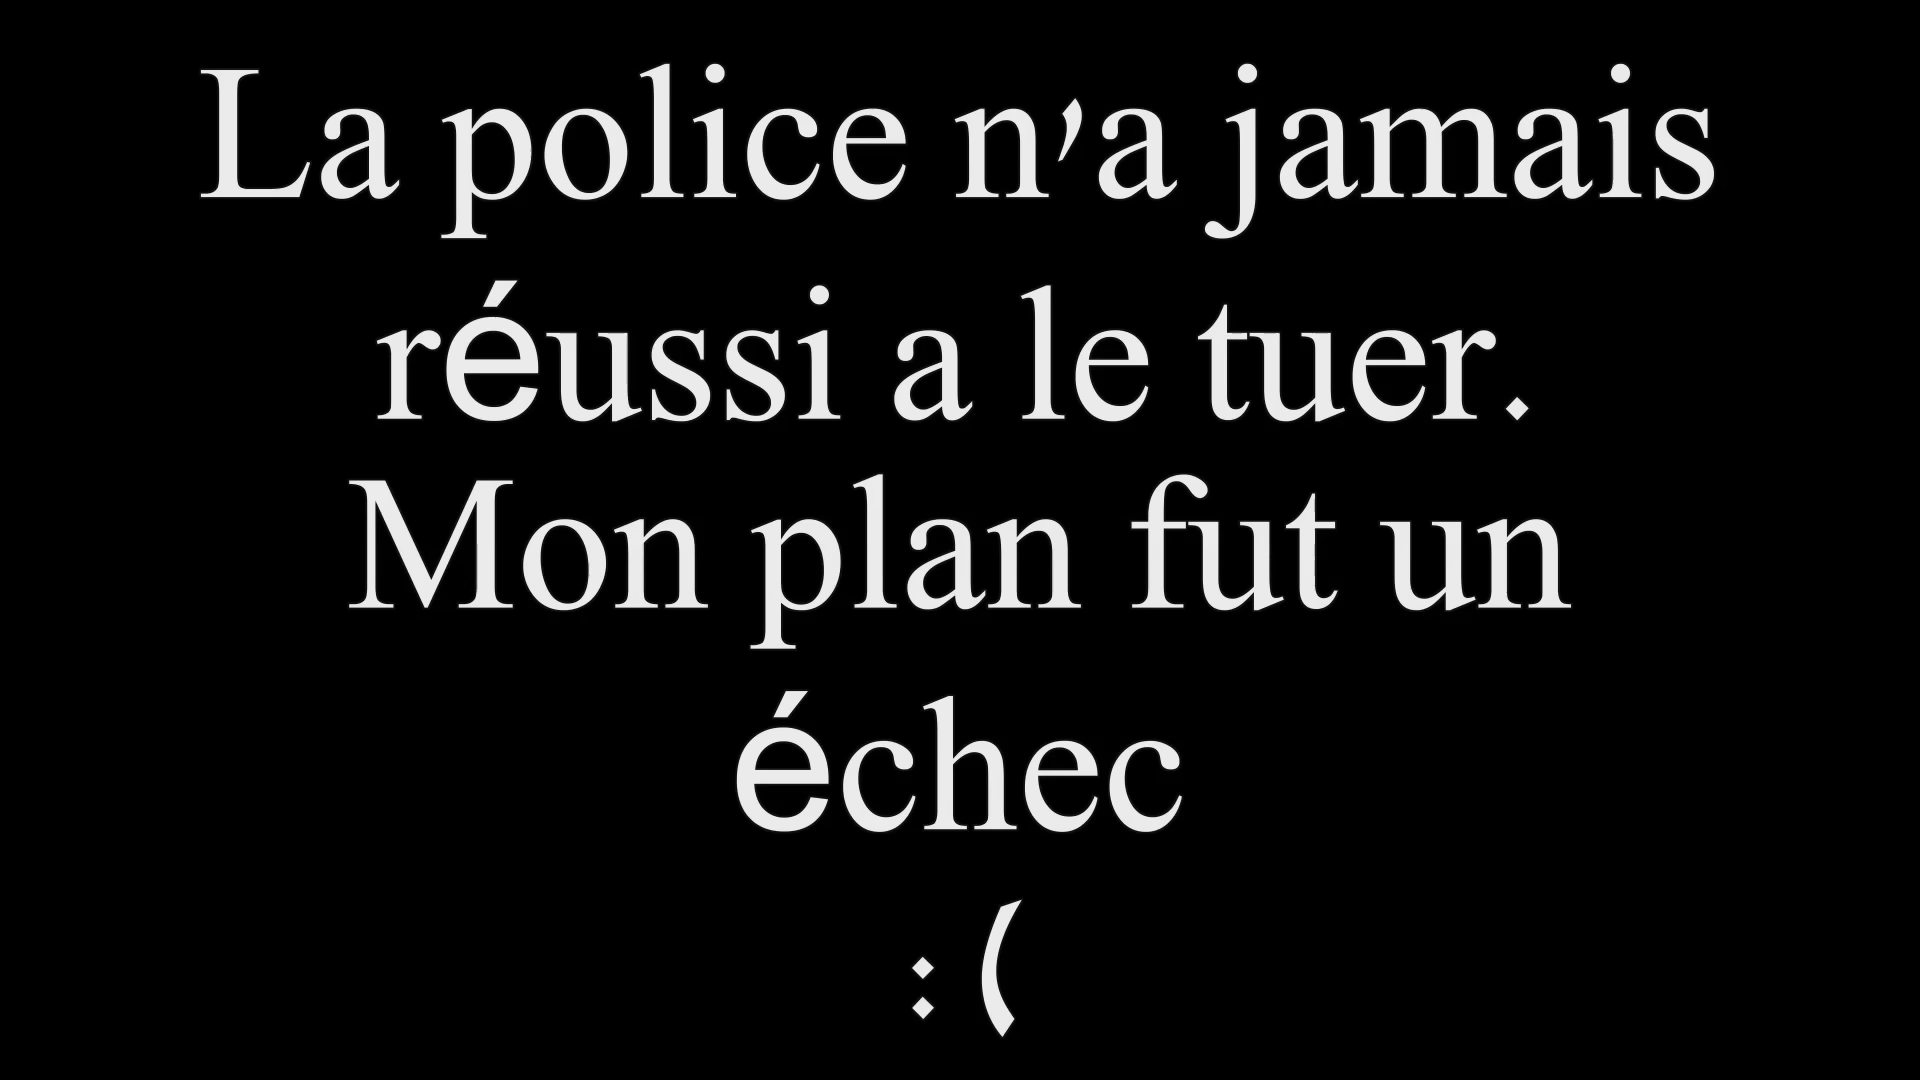 La police n'a jamais
réussi a le tuer.
Mon plan fut un
échec
:(